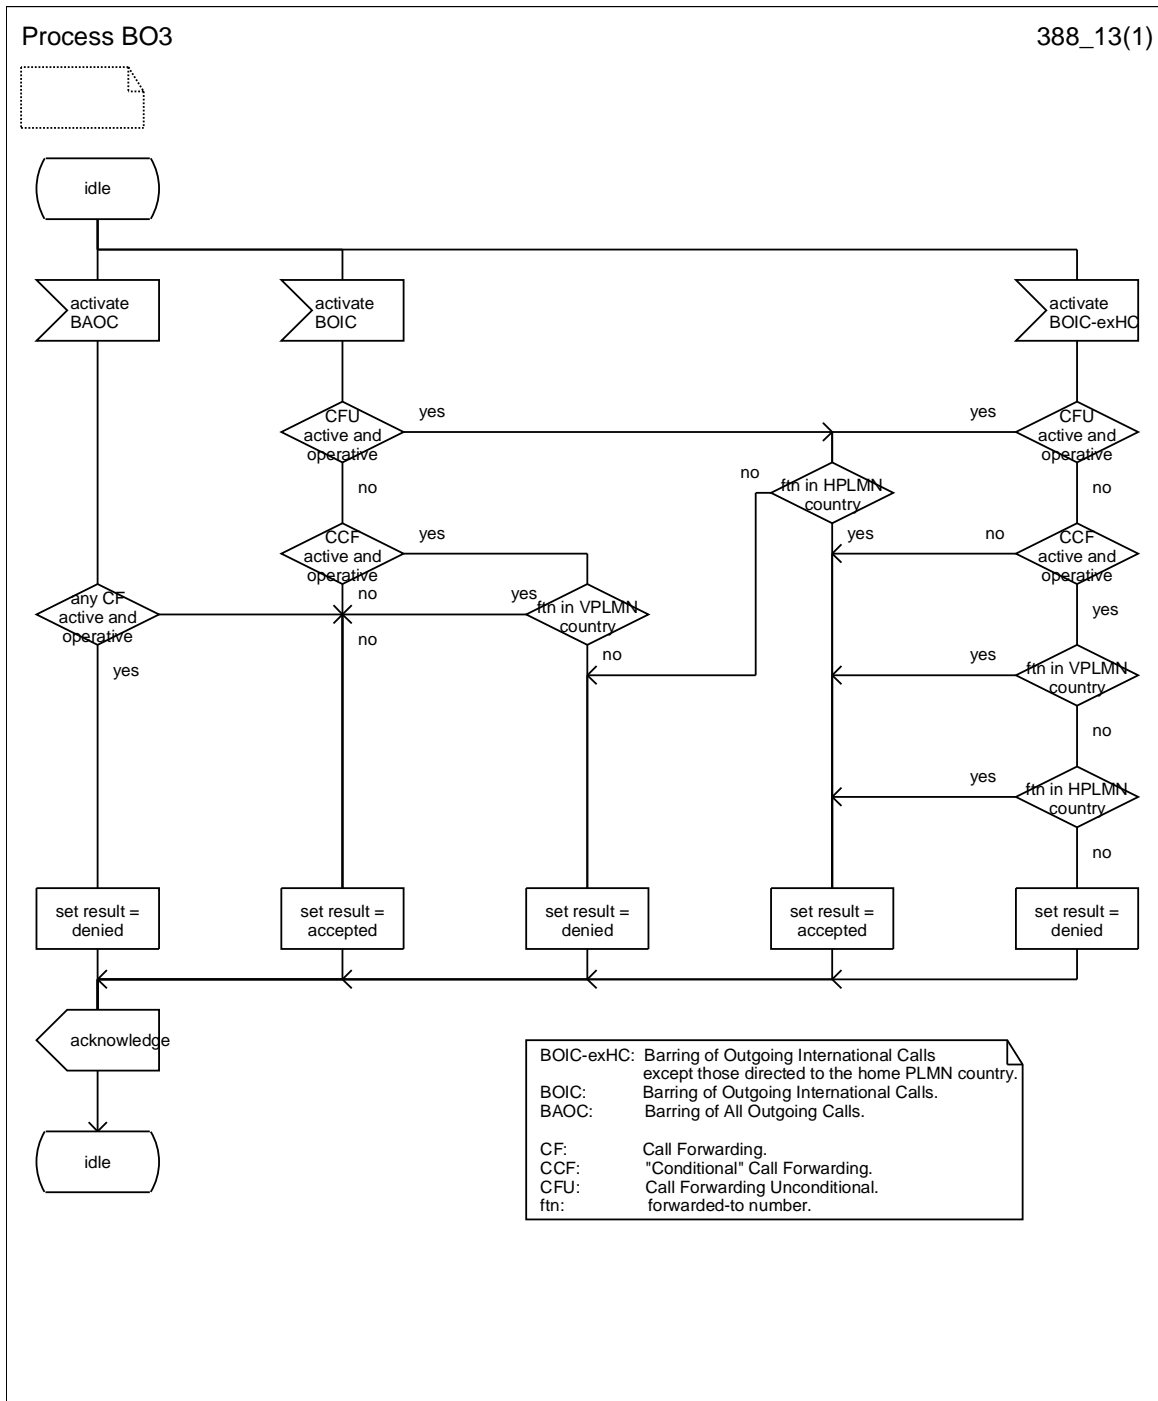 Process BO3
388_13(1)
idle
activate
BAOC
activate
BOIC
activate
BOIC-exHC
CFU
active and
operative
yes
yes
CFU
active and
operative
no
ftn in HPLMN
country
no
no
CCF
active and
operative
yes
yes
no
CCF
active and
operative
any CF
active and
operative
no
yes
ftn in VPLMN
country
yes
no
no
yes
yes
ftn in VPLMN
country
no
yes
ftn in HPLMN
country
no
set result =
denied
set result =
accepted
set result =
denied
set result =
accepted
set result =
denied
acknowledge
idle
BOIC-exHC: Barring of Outgoing International Calls
except those directed to the home PLMN country.
BOIC: Barring of Outgoing International Calls.
BAOC: Barring of All Outgoing Calls.
CF: Call Forwarding.
CCF: "Conditional" Call Forwarding.
CFU: Call Forwarding Unconditional.
ftn: forwarded-to number.